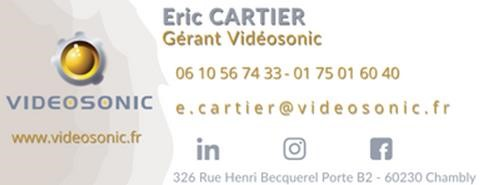 Eric CARTIER
Gérant Vidéosonic
06 10 56 74 33 - 01 75 01 60 40
VIDEOSONIC
e.cartier@videosonic.fr
www.videosonic.fr
326 Rue Henri Becquerel Porte B2 - 60230 Chambly